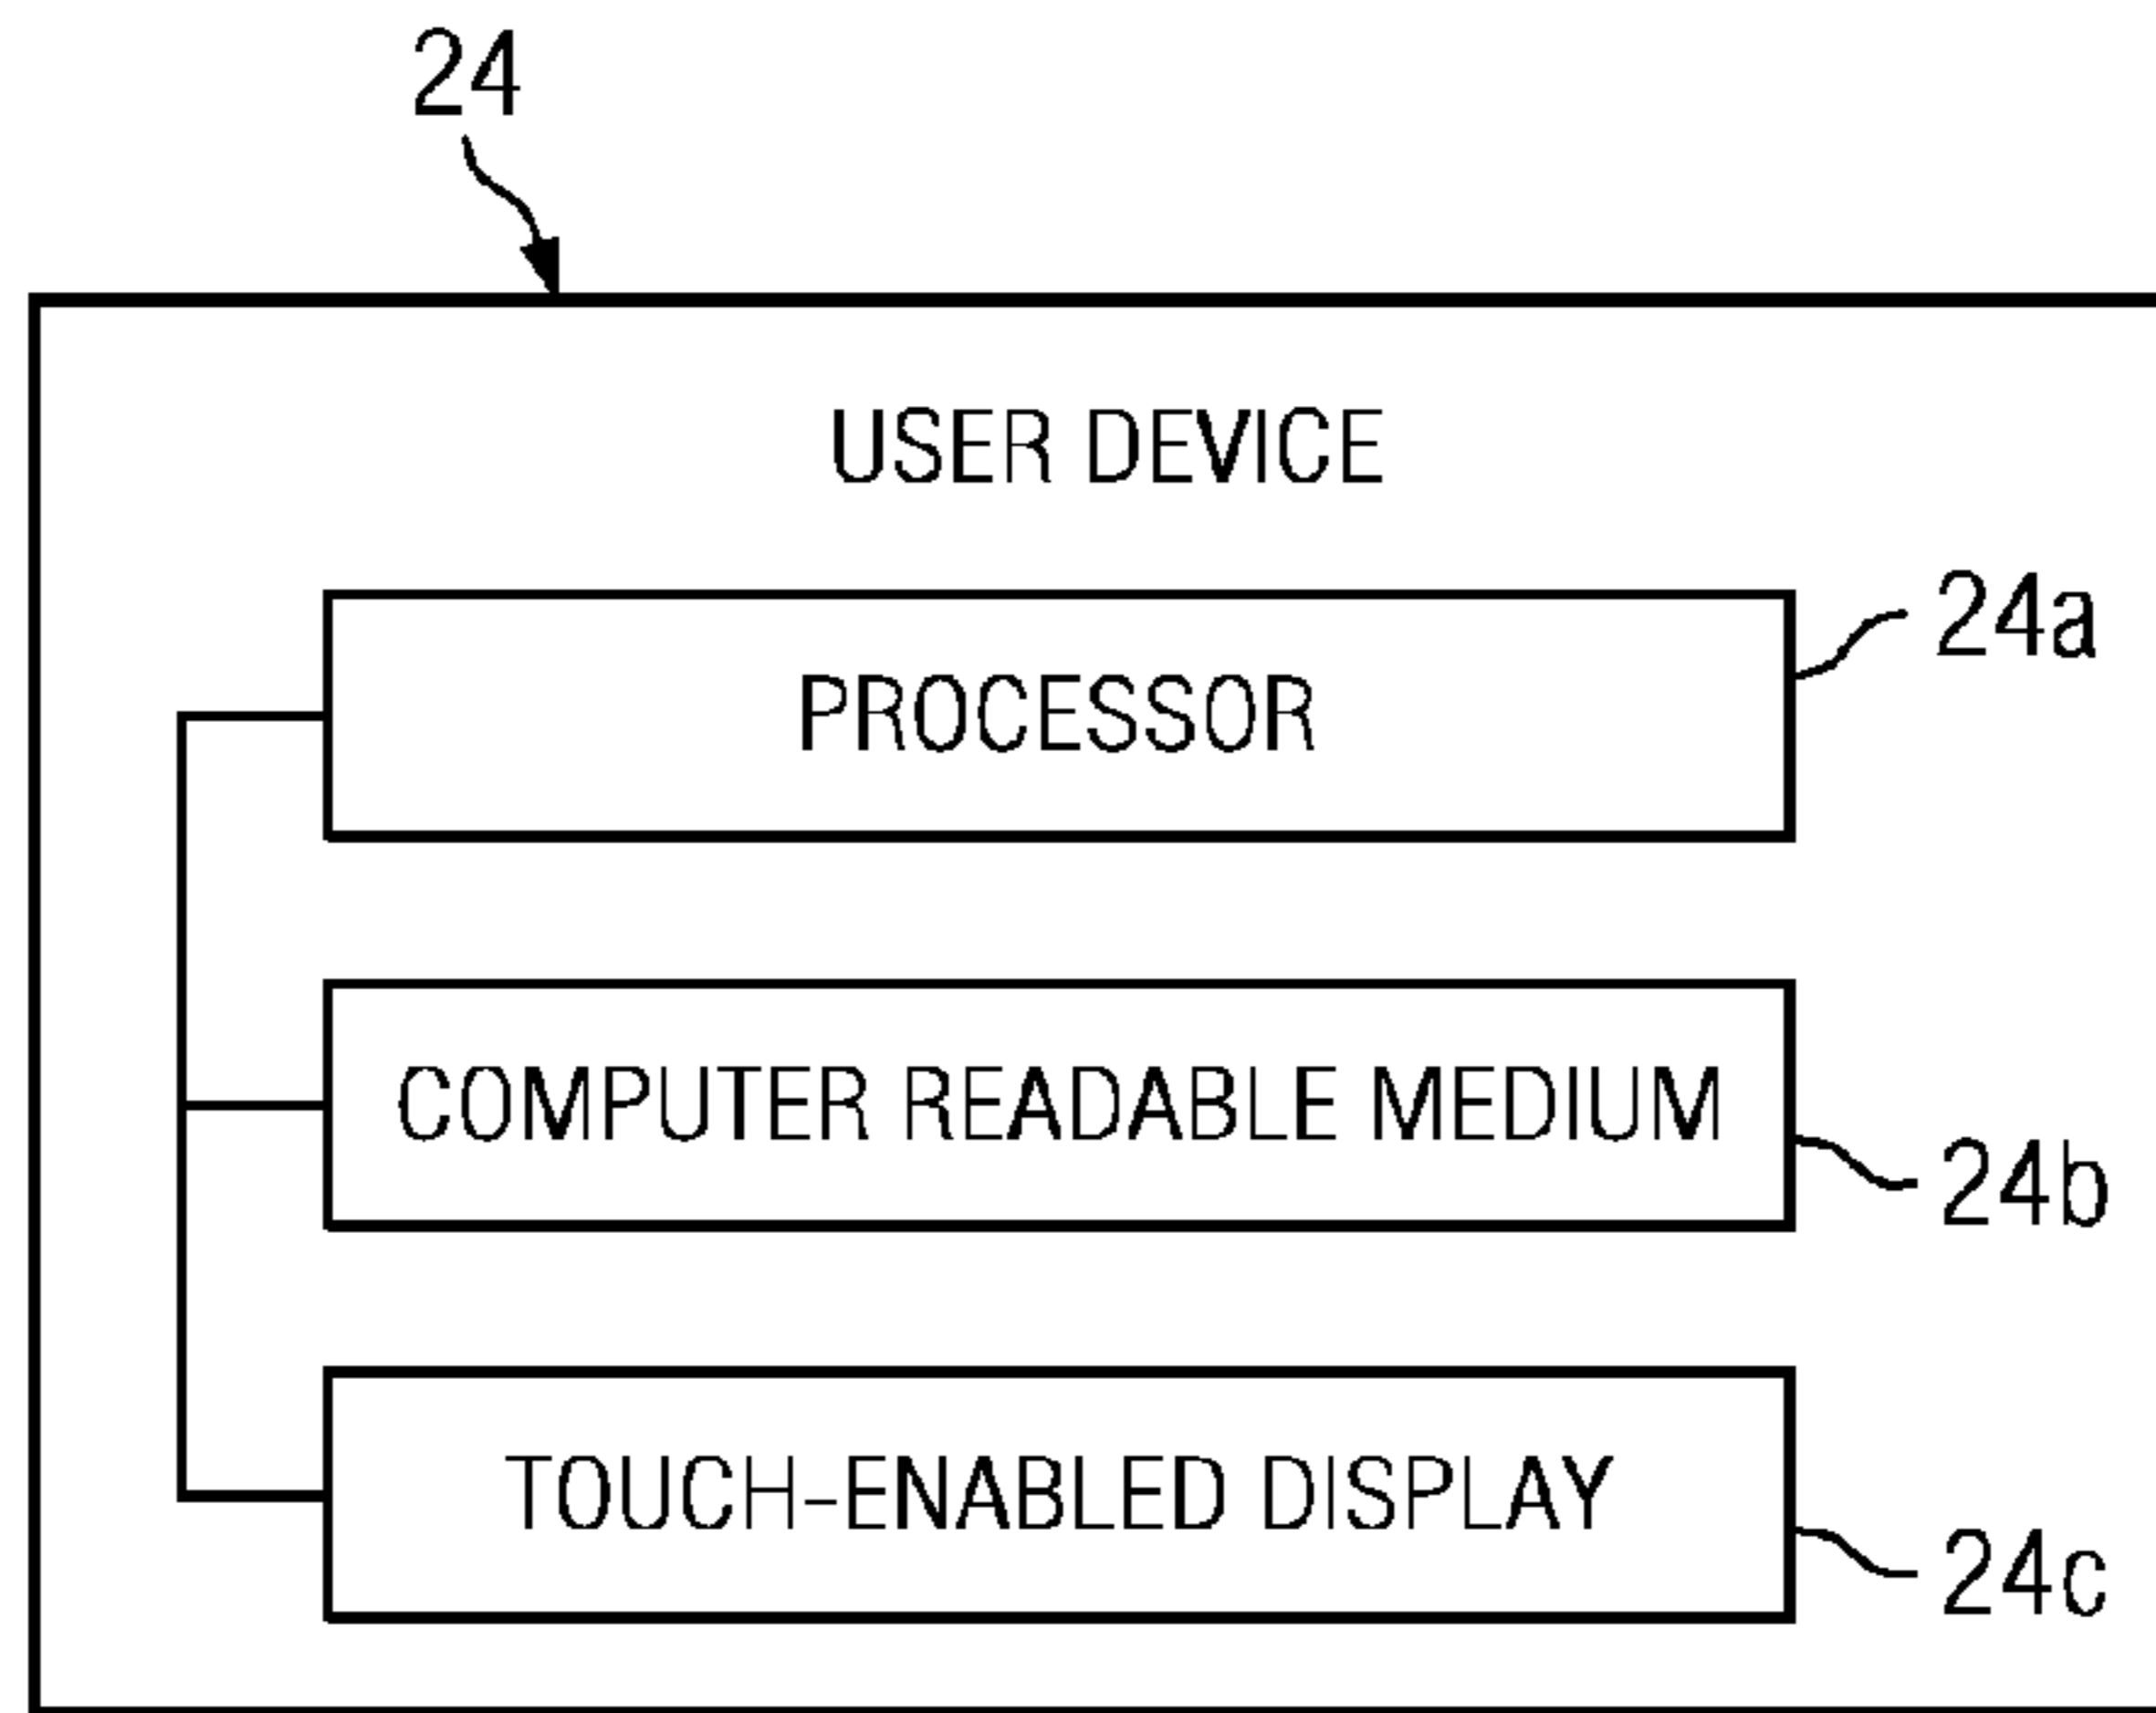 24
USER DEVICE
24a
PROCESSOR
COMPUTER READABLE MEDIUM
24b
TOUCH-ENABLED DISPLAY
24c